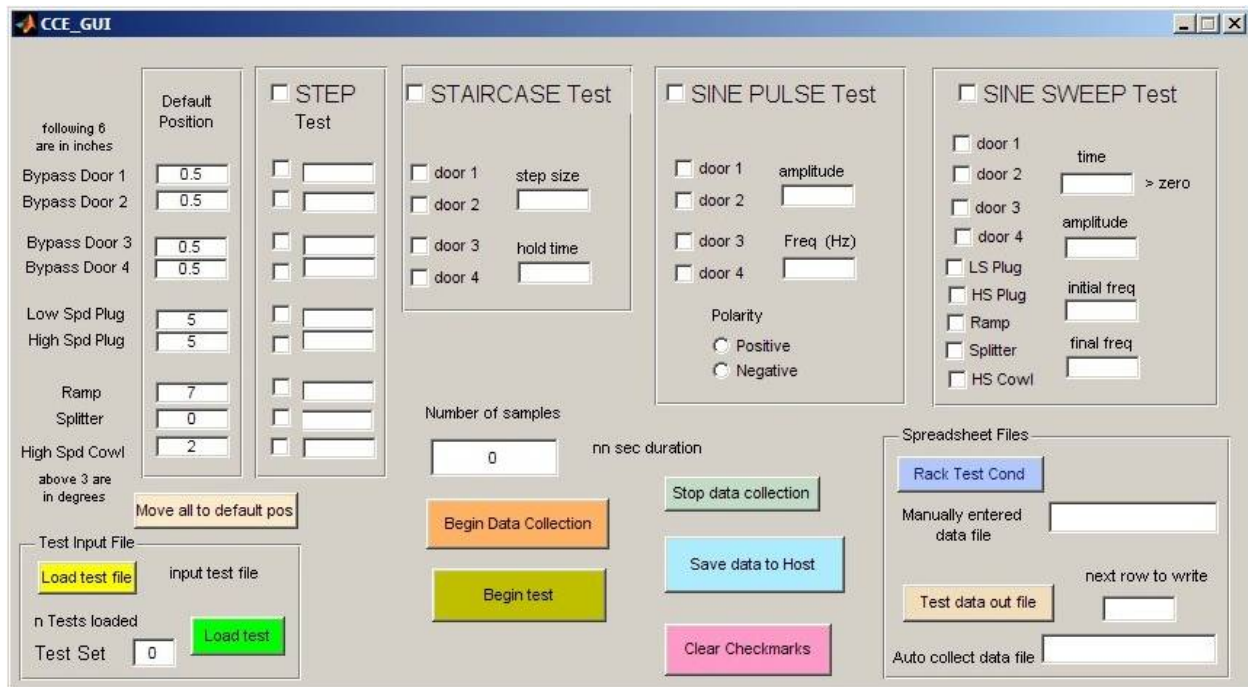 CCE_GUI
following 6
are in inches
Default
Position
Bypass Door 1
0.5
Bypass Door 2
0.5
Bypass Door 3
0.5
Bypass Door 4
0.5
Low Spd Plug
5
High Spd Plug
5
Ramp
7
Splitter
0
High Spd Cowl
2
above 3 are
in degrees
Move all to default pos
STEP
Test
STAIRCASE Test
door 1
door 2
door 3
door 4
step size
hold time
SINE PULSE Test
door 1
door 2
door 3
door 4
amplitude
Freq (Hz)
Polarity
Positive
Negative
SINE SWEEP Test
door 1
door 2
door 3
door 4
LS Plug
HS Plug
Ramp
Splitter
HS Cowl
time
> zero
amplitude
initial freq
final freq
Test Input File
Load test file
input test file
n Tests loaded
Test Set
0
Load test
Number of samples
0
nn sec duration
Begin Data Collection
Begin test
Stop data collection
Save data to Host
Clear Checkmarks
Spreadsheet Files
Rack Test Cond
Manually entered
data file
next row to write
Test data out file
Auto collect data file